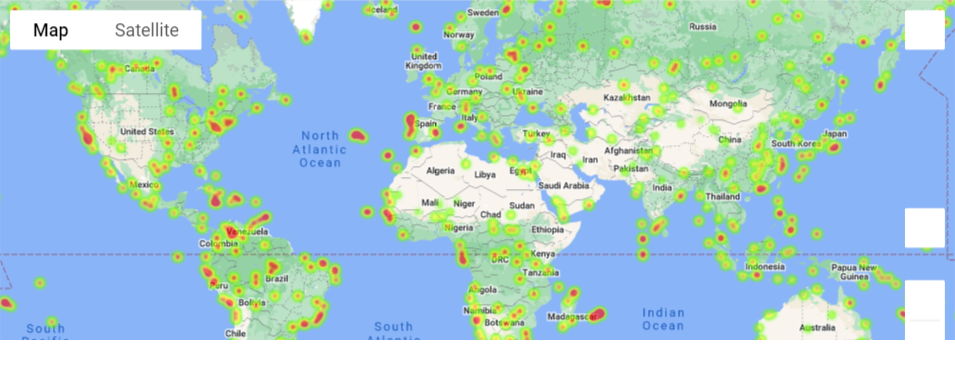 Map Satellite
Iceland
Sweden
Norway
Russia
United
Kingdom
Canada
Poland
Germany
Ukraine
Kazakhstan
Mongolia
France
Italy
Spain
Turkey
United States
North
Atlantic
Ocean
China
South Korea
Japan
Iraq
Iran
Afghanistan
Pakistan
Algeria
Libya
Egypt
Saudi Arabia
India
Mexico
Mali
Niger
Chad
Sudan
Thailand
Nigeria
Ethiopia
Venezuela
Colombia
DRC
Kenya
Tanzania
Indonesia
Papua New
Guinea
Brazil
Peru
Angola
Bolivia
Namibia
Botswana
Madagascar
Indian
Ocean
Chile
South
Australia
South